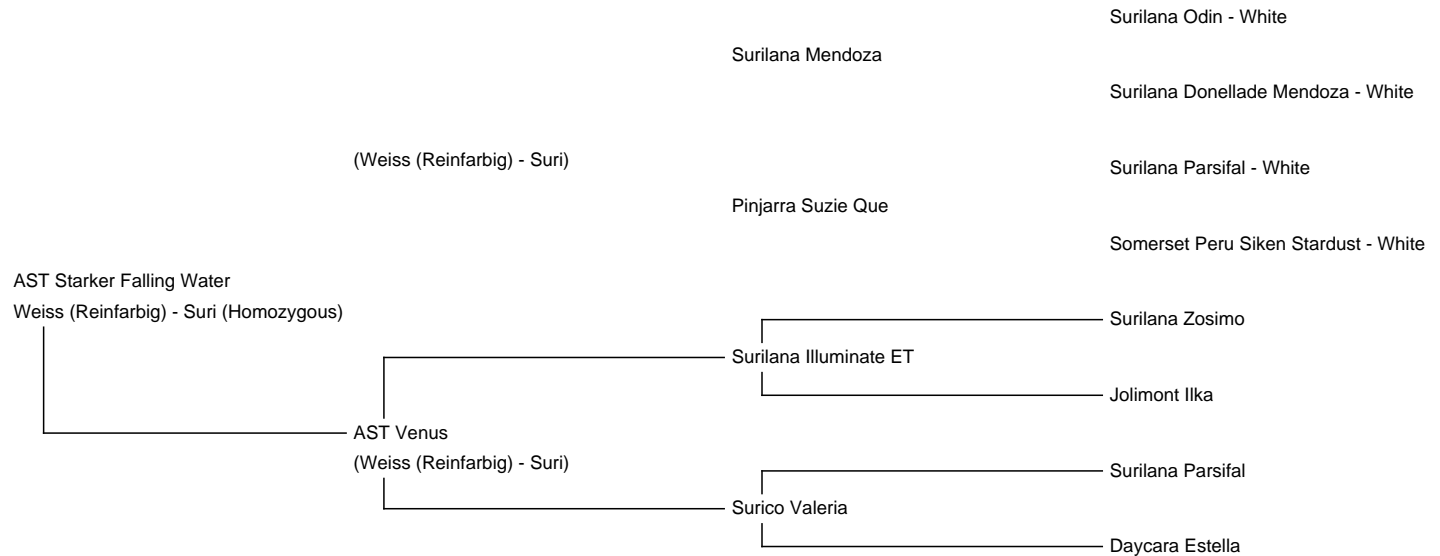 Surilana Odin - White
Surilana Mendoza
Surilana Donellade Mendoza - White
(Weiss (Reinfarbig) - Suri)
Surilana Parsifal - White
Pinjarra Suzie Que
Somerset Peru Siken Stardust - White
AST Starker Falling Water
Weiss (Reinfarbig) - Suri (Homozygous)
Surilana Zosimo
Surilana Illuminate ET
Jolimont Ilka
AST Venus
(Weiss (Reinfarbig) - Suri)
Surilana Parsifal
Surico Valeria
Daycara Estella